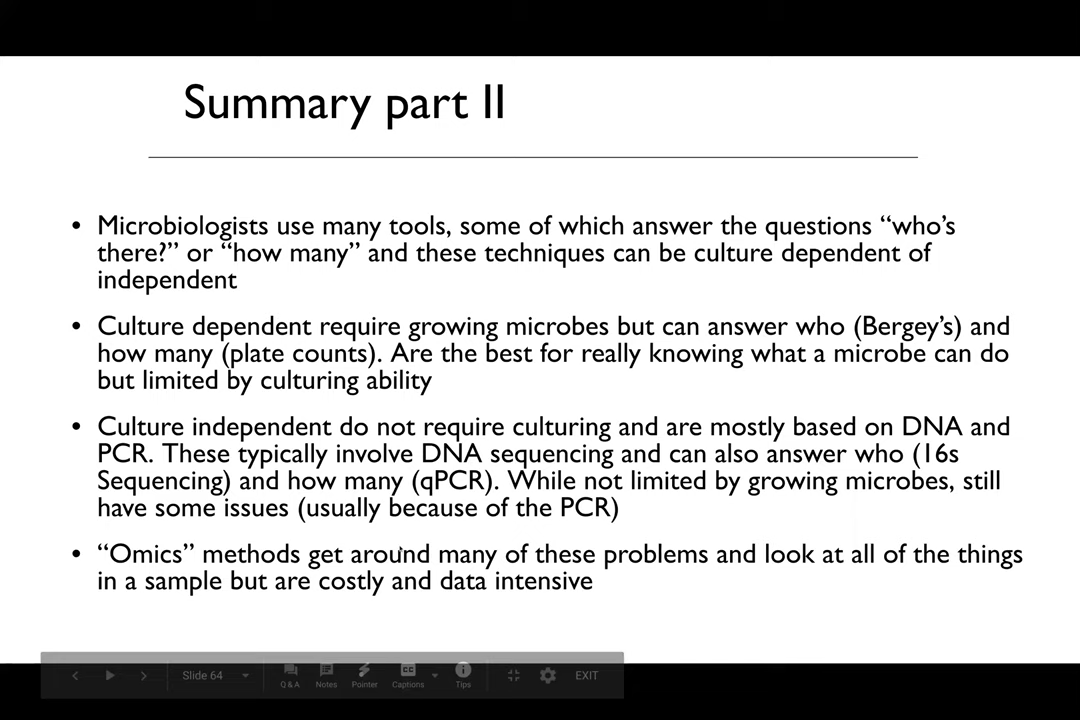 Summary part II
• Microbiologists use many tools, some of which answer the questions “who’s
there?” or “how many” and these techniques can be culture dependent of
independent
• Culture dependent require growing microbes but can answer who (Bergey’s) and
how many (plate counts). Are the best for really knowing what a microbe can do
but limited by culturing ability
• Culture independent do not require culturing and are mostly based on DNA and
PCR. These typically involve DNA sequencing and can also answer who (16s
Sequencing) and how many (qPCR). While not limited by growing microbes, still
have some issues (usually because of the PCR)
• “Omics” methods get around many of these problems and look at all of the things
in a sample but are costly and data intensive
Slide 64
Q & A
Notes
Pointer
CC
Captions
Tips
EXIT